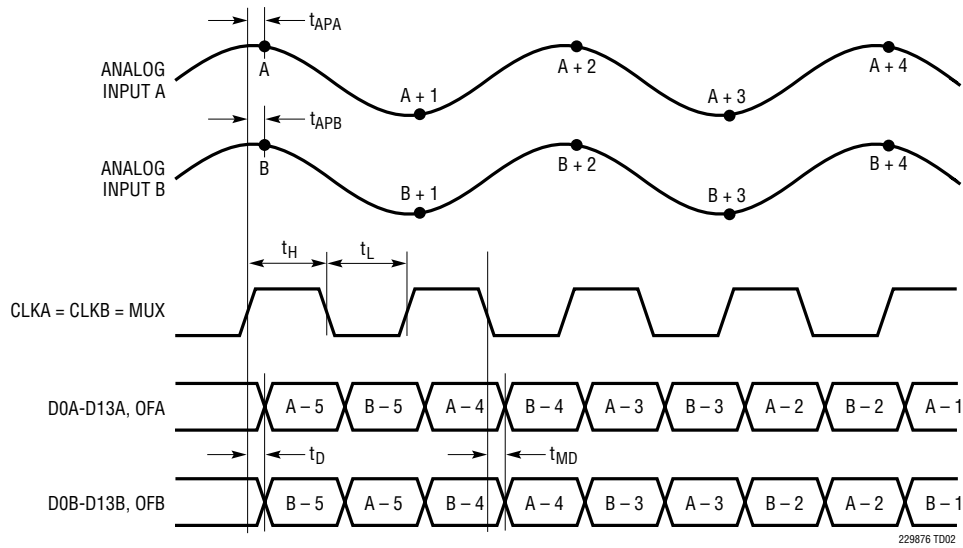 tAPA
ANALOG
INPUT A
A
A + 1
A + 2
A + 3
A + 4
tAPB
ANALOG
INPUT B
B
B + 1
B + 2
B + 3
B + 4
tH
tL
CLKA = CLKB = MUX
D0A-D13A, OFA
A – 5
B – 5
A – 4
B – 4
A – 3
B – 3
A – 2
B – 2
A – 1
tD
tMD
D0B-D13B, OFB
B – 5
A – 5
B – 4
A – 4
B – 3
A – 3
B – 2
A – 2
B – 1
229876 TD02